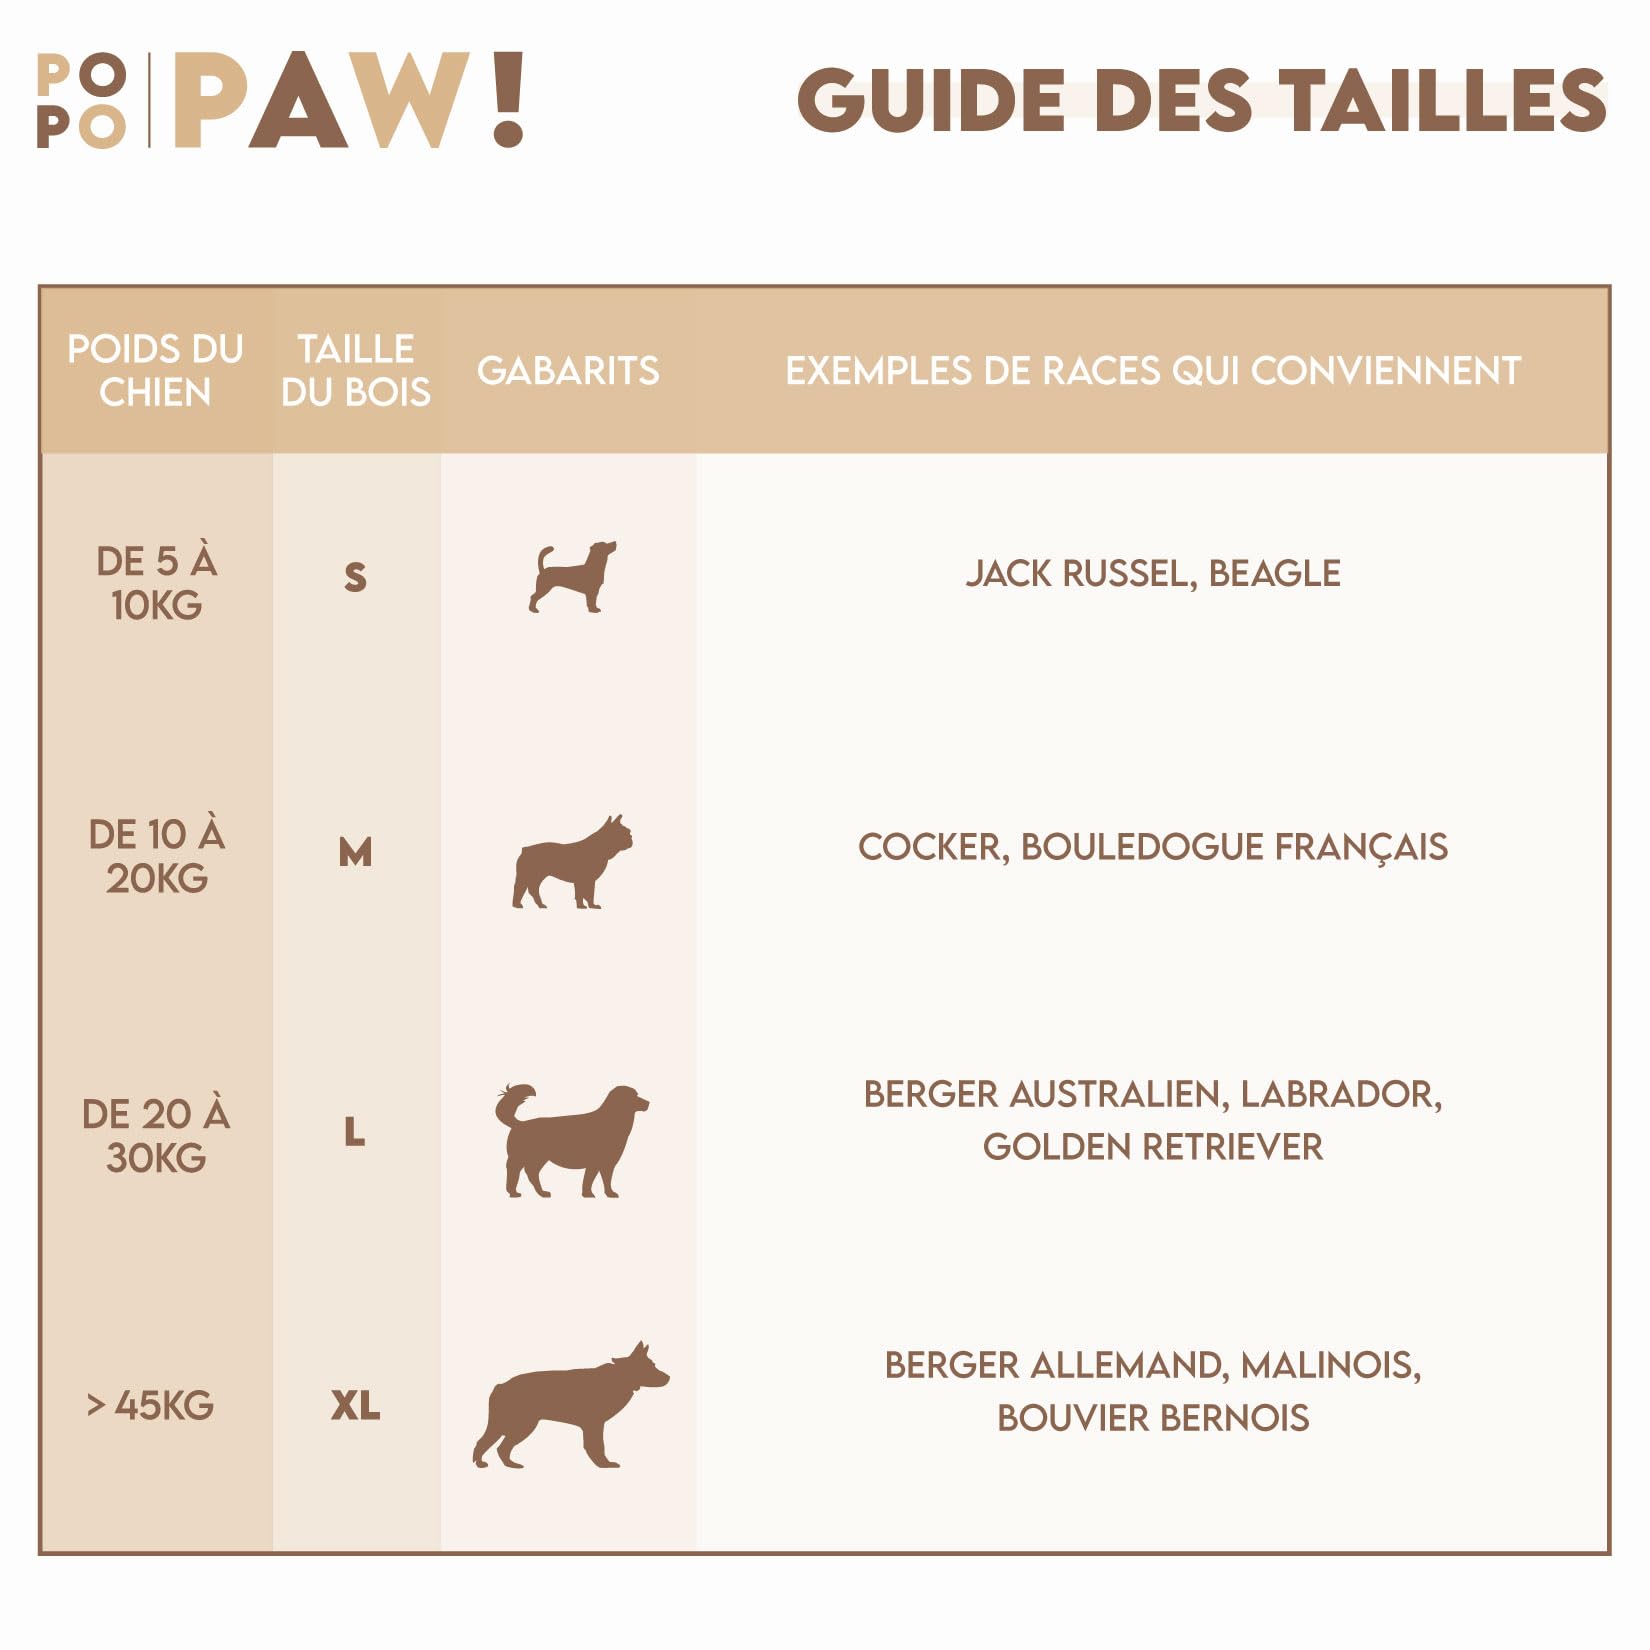 PO
PO
PAW!
GUIDE DES TAILLES
POIDS DU
CHIEN
TAILLE
DU BOIS
GABARITS
EXEMPLES DE RACES QUI CONVIENNENT
DE 5 À
10KG
S
JACK RUSSEL, BEAGLE
DE 10 À
20KG
M
COCKER, BOULEDOGUE FRANÇAIS
DE 20 À
30KG
L
BERGER AUSTRALIEN, LABRADOR,
GOLDEN RETRIEVER
> 45KG
XL
BERGER ALLEMAND, MALINOIS,
BOUVIER BERNOIS